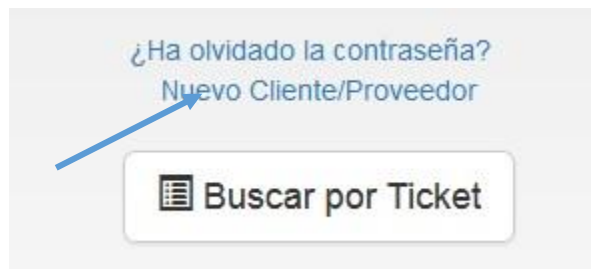 ¿Ha olvidado la contraseña?
Nuevo Cliente/Proveedor
Buscar por Ticket